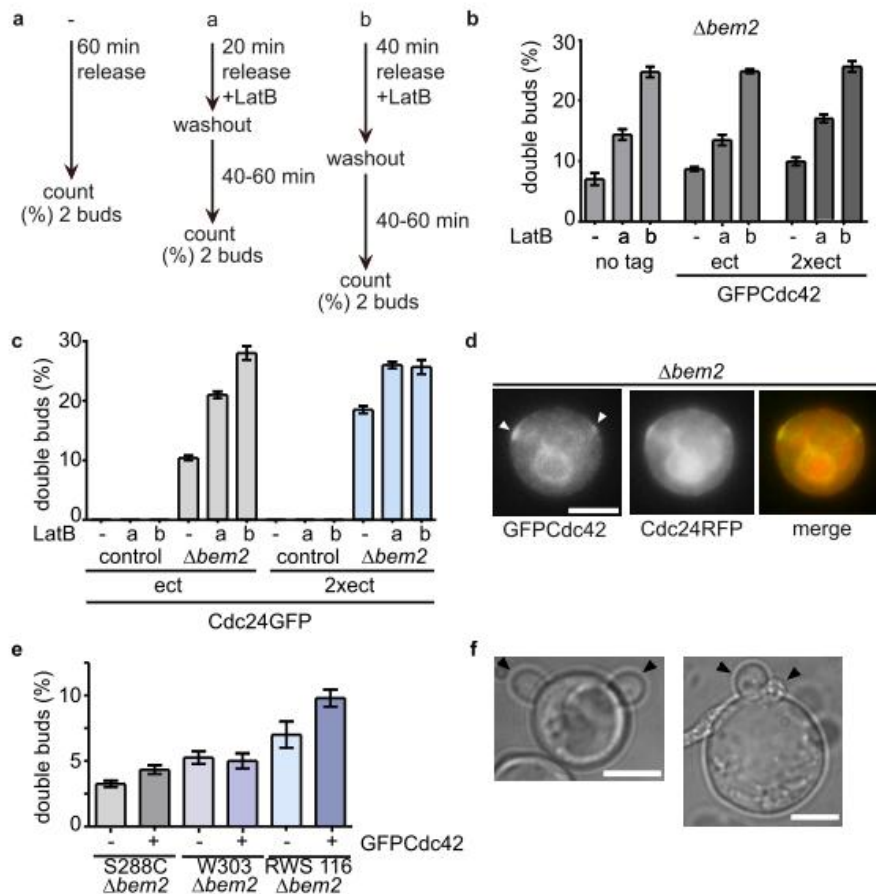 a
-
60 min
release
count
(%) 2 buds
a
20 min
release
+LatB
washout
40-60 min
count
(%) 2 buds
b
40 min
release
+LatB
washout
40-60 min
count
(%) 2 buds
b
Δbem2
double buds (%)
30
20
10
0
LatB - a b - a b - a b
no tag ect 2xect
GFPCdc42
c
double buds (%)
30
20
10
0
LatB - a b - a b - a b - a b
control Δbem2 control Δbem2
ect 2xect
Cdc24GFP
d
Δbem2
GFPCdc42 Cdc24RFP merge
e
double buds (%)
10
5
0
- + - + - + GFPCdc42
S288C W303 RWS 116
Δbem2 Δbem2 Δbem2
f